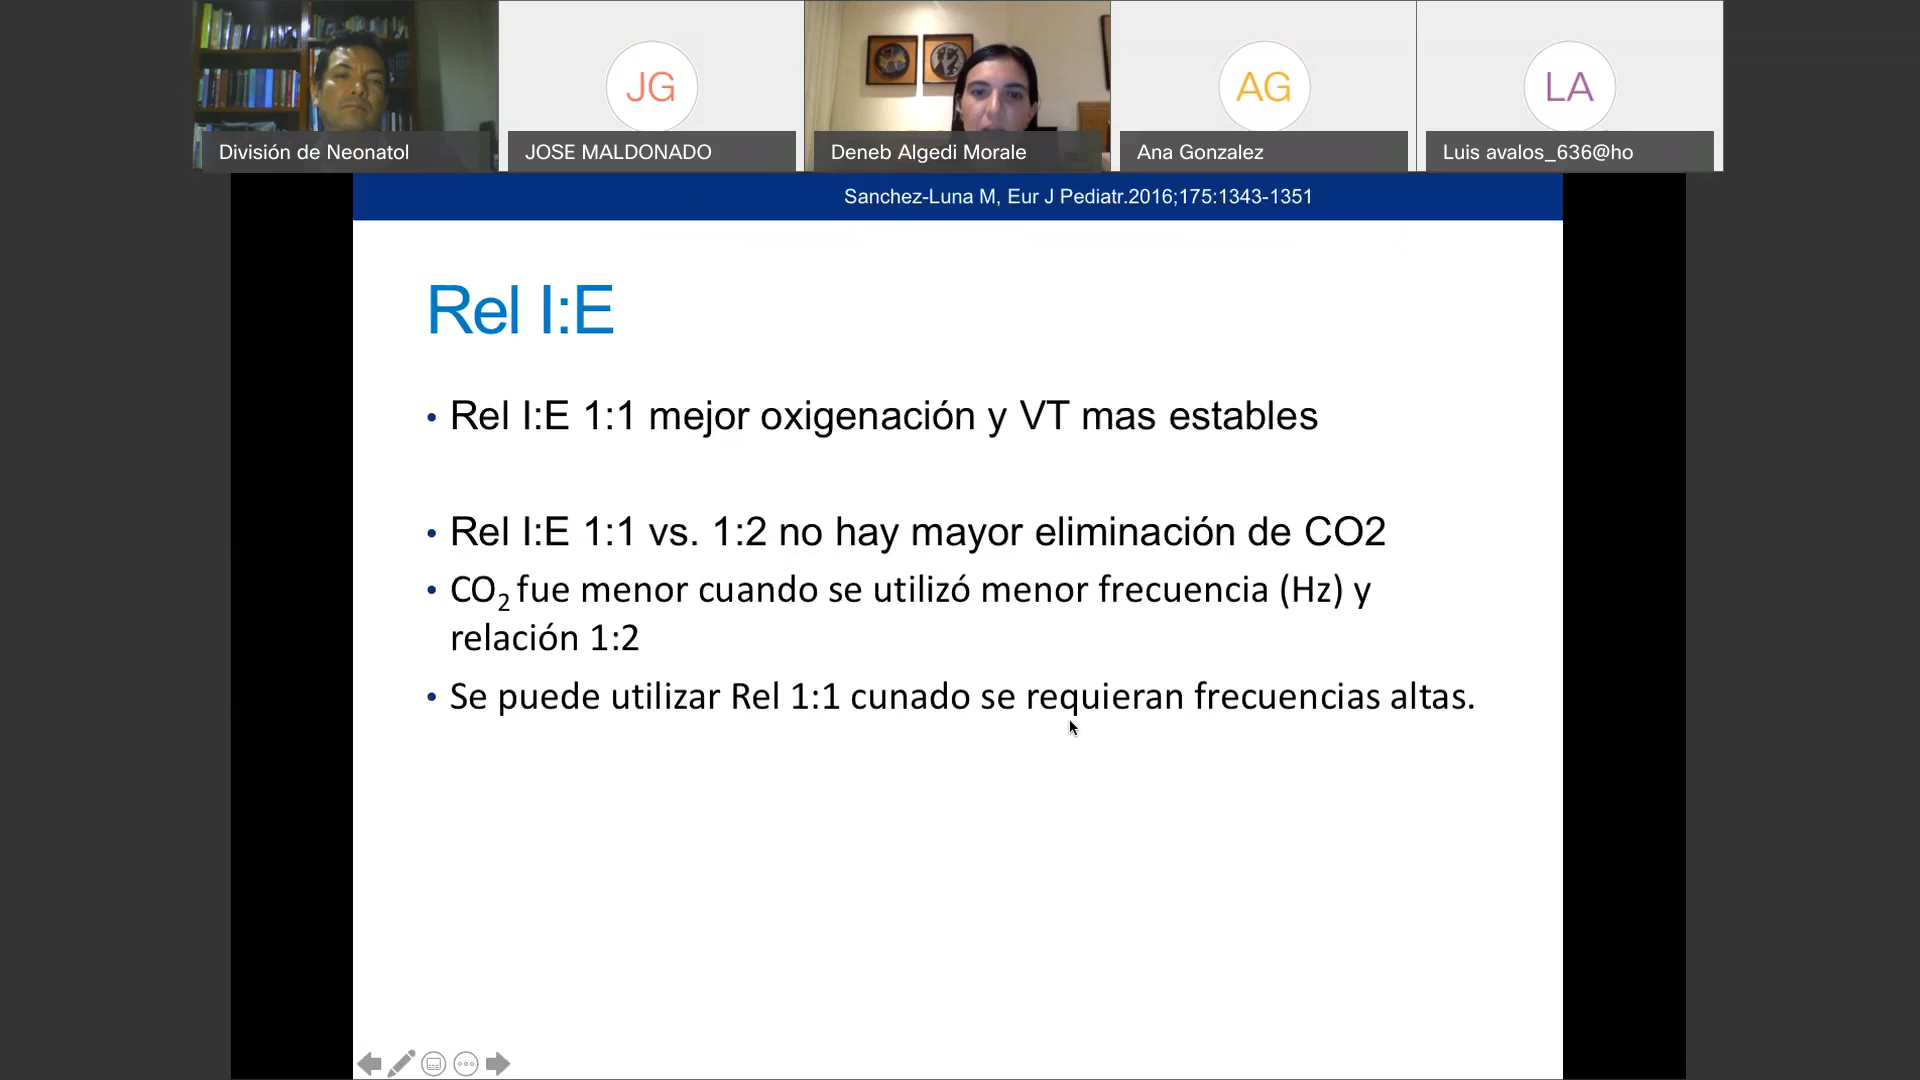 JG
AG
LA
División de Neonatol
JOSE MALDONADO
Deneb Algedi Morale
Ana Gonzalez
Luis avalos_636@ho
Sanchez-Luna M, Eur J Pediatr.2016;175:1343-1351
Rel I:E
• Rel I:E 1:1 mejor oxigenación y VT mas estables
• Rel I:E 1:1 vs. 1:2 no hay mayor eliminación de CO2
• CO₂ fue menor cuando se utilizó menor frecuencia (Hz) y
relación 1:2
• Se puede utilizar Rel 1:1 cunado se requieran frecuencias altas.